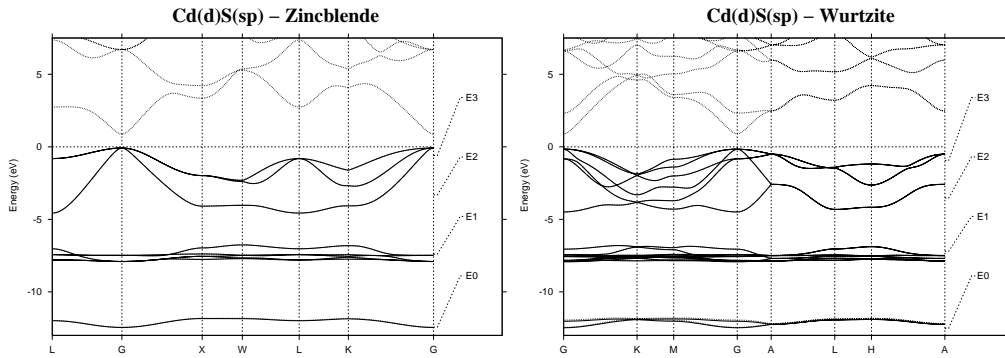 Cd(d)S(sp) – Zincblende
Energy (eV)
5
0
-5
-10
L G X W L K G
E3
E2
E1
E0
Cd(d)S(sp) – Wurtzite
Energy (eV)
5
0
-5
-10
G K M G A L H A
E3
E2
E1
E0